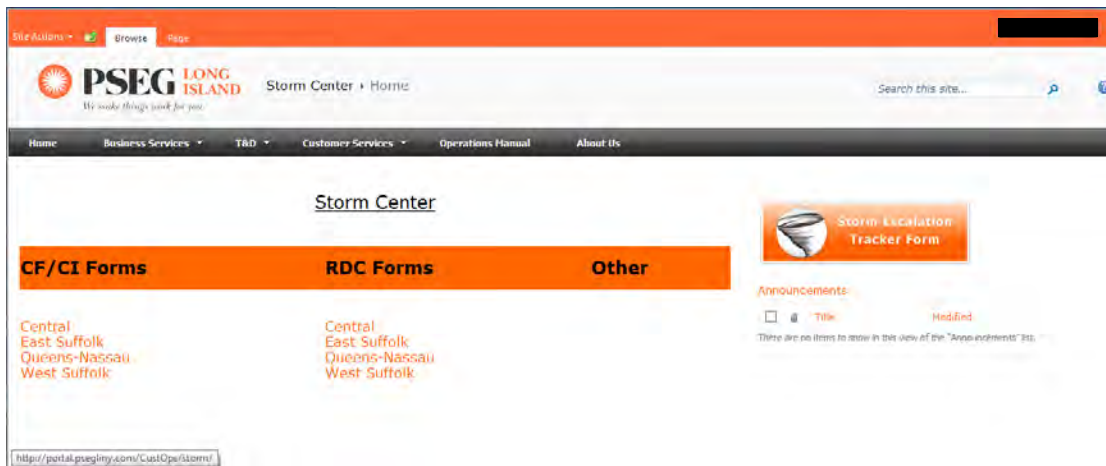 Site Actions Browse Page
PSEG LONG ISLAND
We make things work for you.
Storm Center › Home
Search this site...
Home Business Services T&D Customer Services Operations Manual About Us
Storm Center
Storm Escalation
Tracker Form
CF/CI Forms RDC Forms Other
Announcements
Title Modified
There are no items to show in this view of the "Announcements" list.
Central Central
East Suffolk East Suffolk
Queens-Nassau Queens-Nassau
West Suffolk West Suffolk
http://portal.psegliny.com/CustOps/storm/